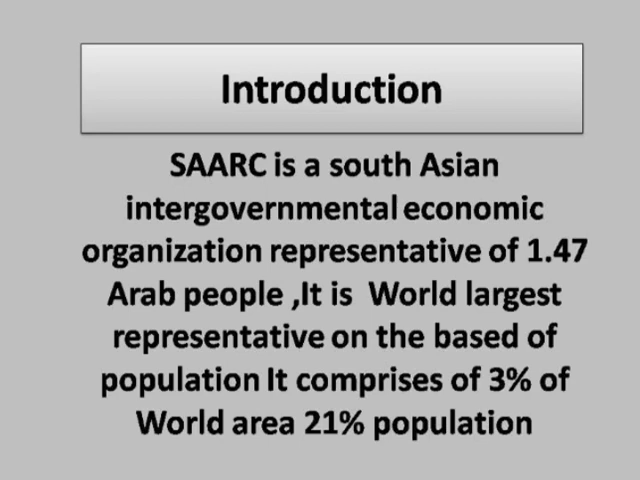 Introduction
SAARC is a south Asian
intergovernmental economic
organization representative of 1.47
Arab people ,It is World largest
representative on the based of
population It comprises of 3% of
World area 21% population